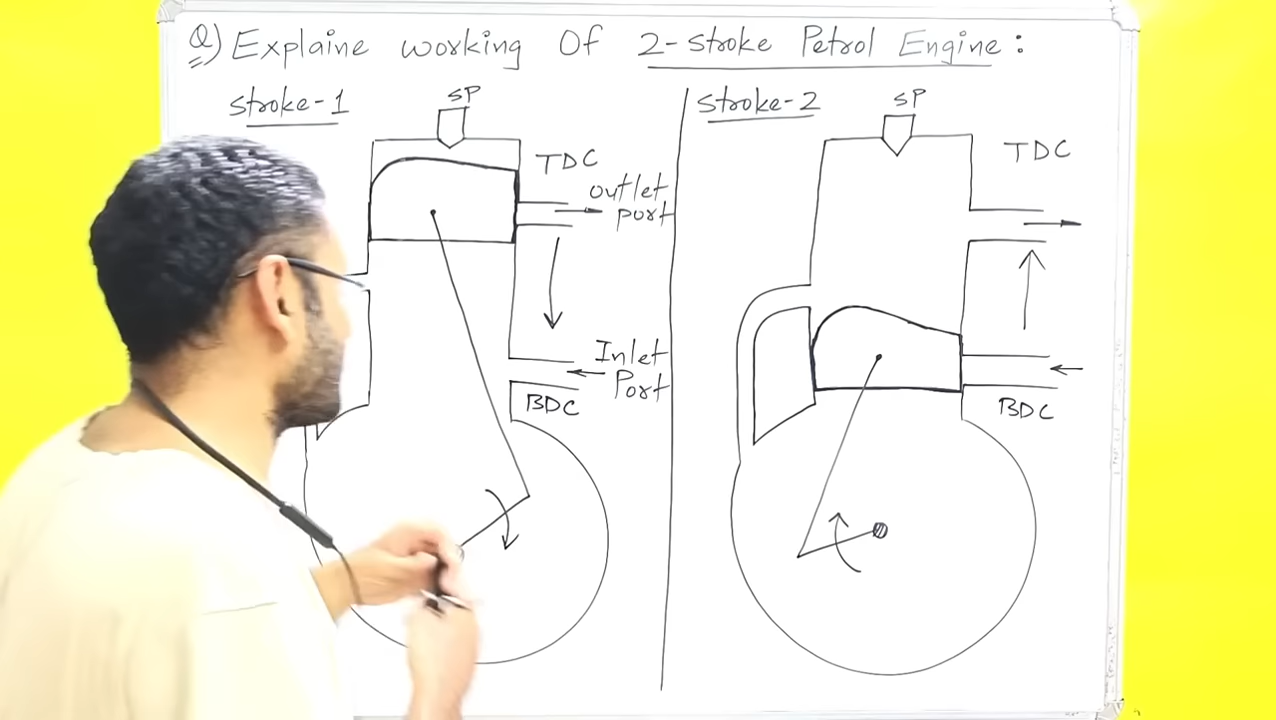 Q) Explaine working Of 2-stroke Petrol Engine:
stroke-1
SP
TDC
outlet
port
Inlet
Port
BDC
stroke-2
SP
TDC
BDC